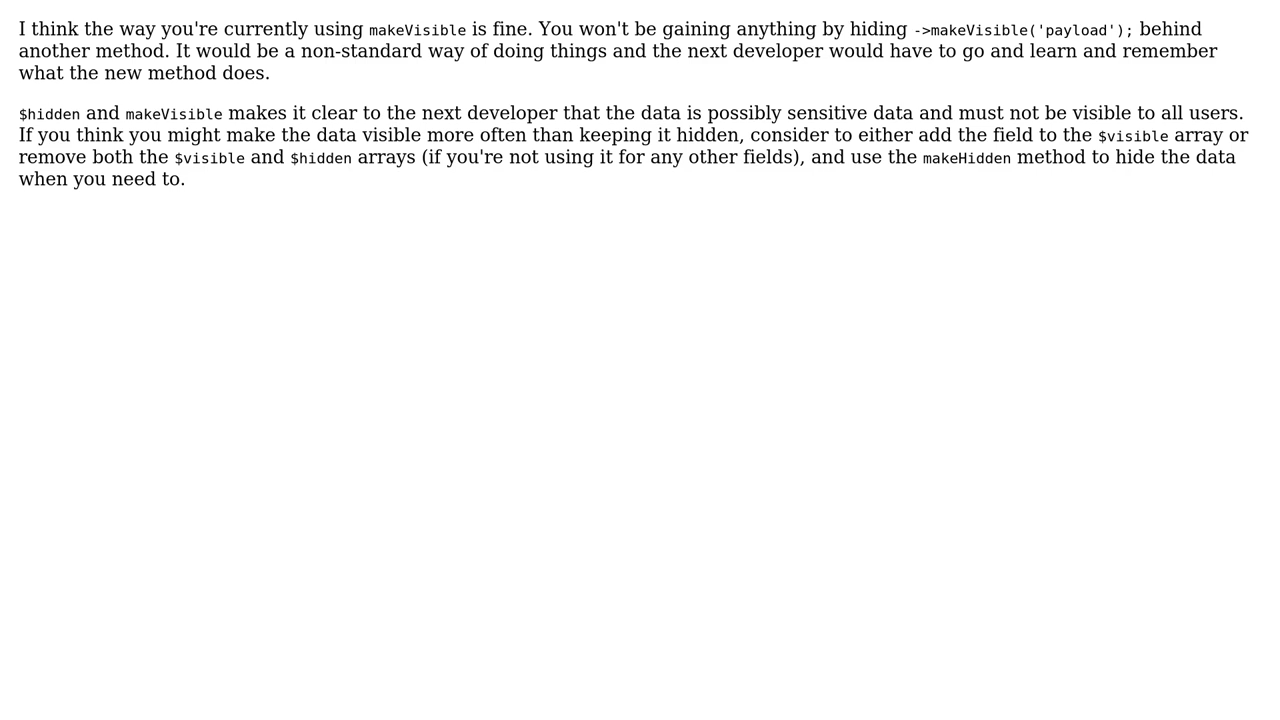 I think the way you're currently using makeVisible is fine. You won't be gaining anything by hiding ->makeVisible('payload'); behind
another method. It would be a non-standard way of doing things and the next developer would have to go and learn and remember
what the new method does.
$hidden and makeVisible makes it clear to the next developer that the data is possibly sensitive data and must not be visible to all users.
If you think you might make the data visible more often than keeping it hidden, consider to either add the field to the $visible array or
remove both the $visible and $hidden arrays (if you're not using it for any other fields), and use the makeHidden method to hide the data
when you need to.